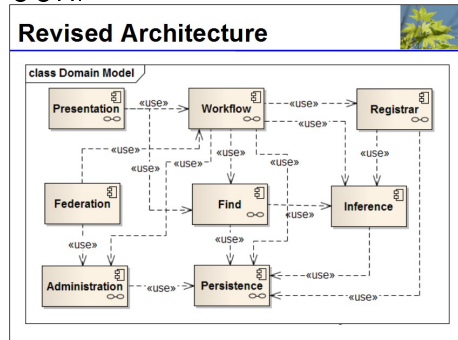 Revised Architecture
class Domain Model
Presentation
«use»
Workflow
«use»
Registrar
«use»
«use»
«use»
«use»
«use»
«use»
«use»
Federation
Find
«use»
Inference
«use»
«use»
Administration
«use»
Persistence
«use»
«use»